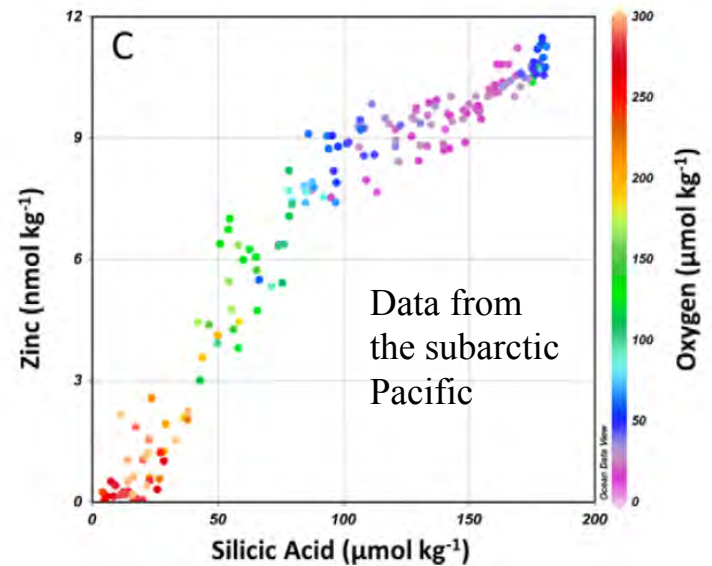 C
12
9
6
3
0
Zinc (nmol kg⁻¹)
0
50
100
150
200
Silicic Acid (µmol kg⁻¹)
Data from
the subarctic
Pacific
Ocean Data View
300
250
200
150
100
50
0
Oxygen (µmol kg⁻¹)